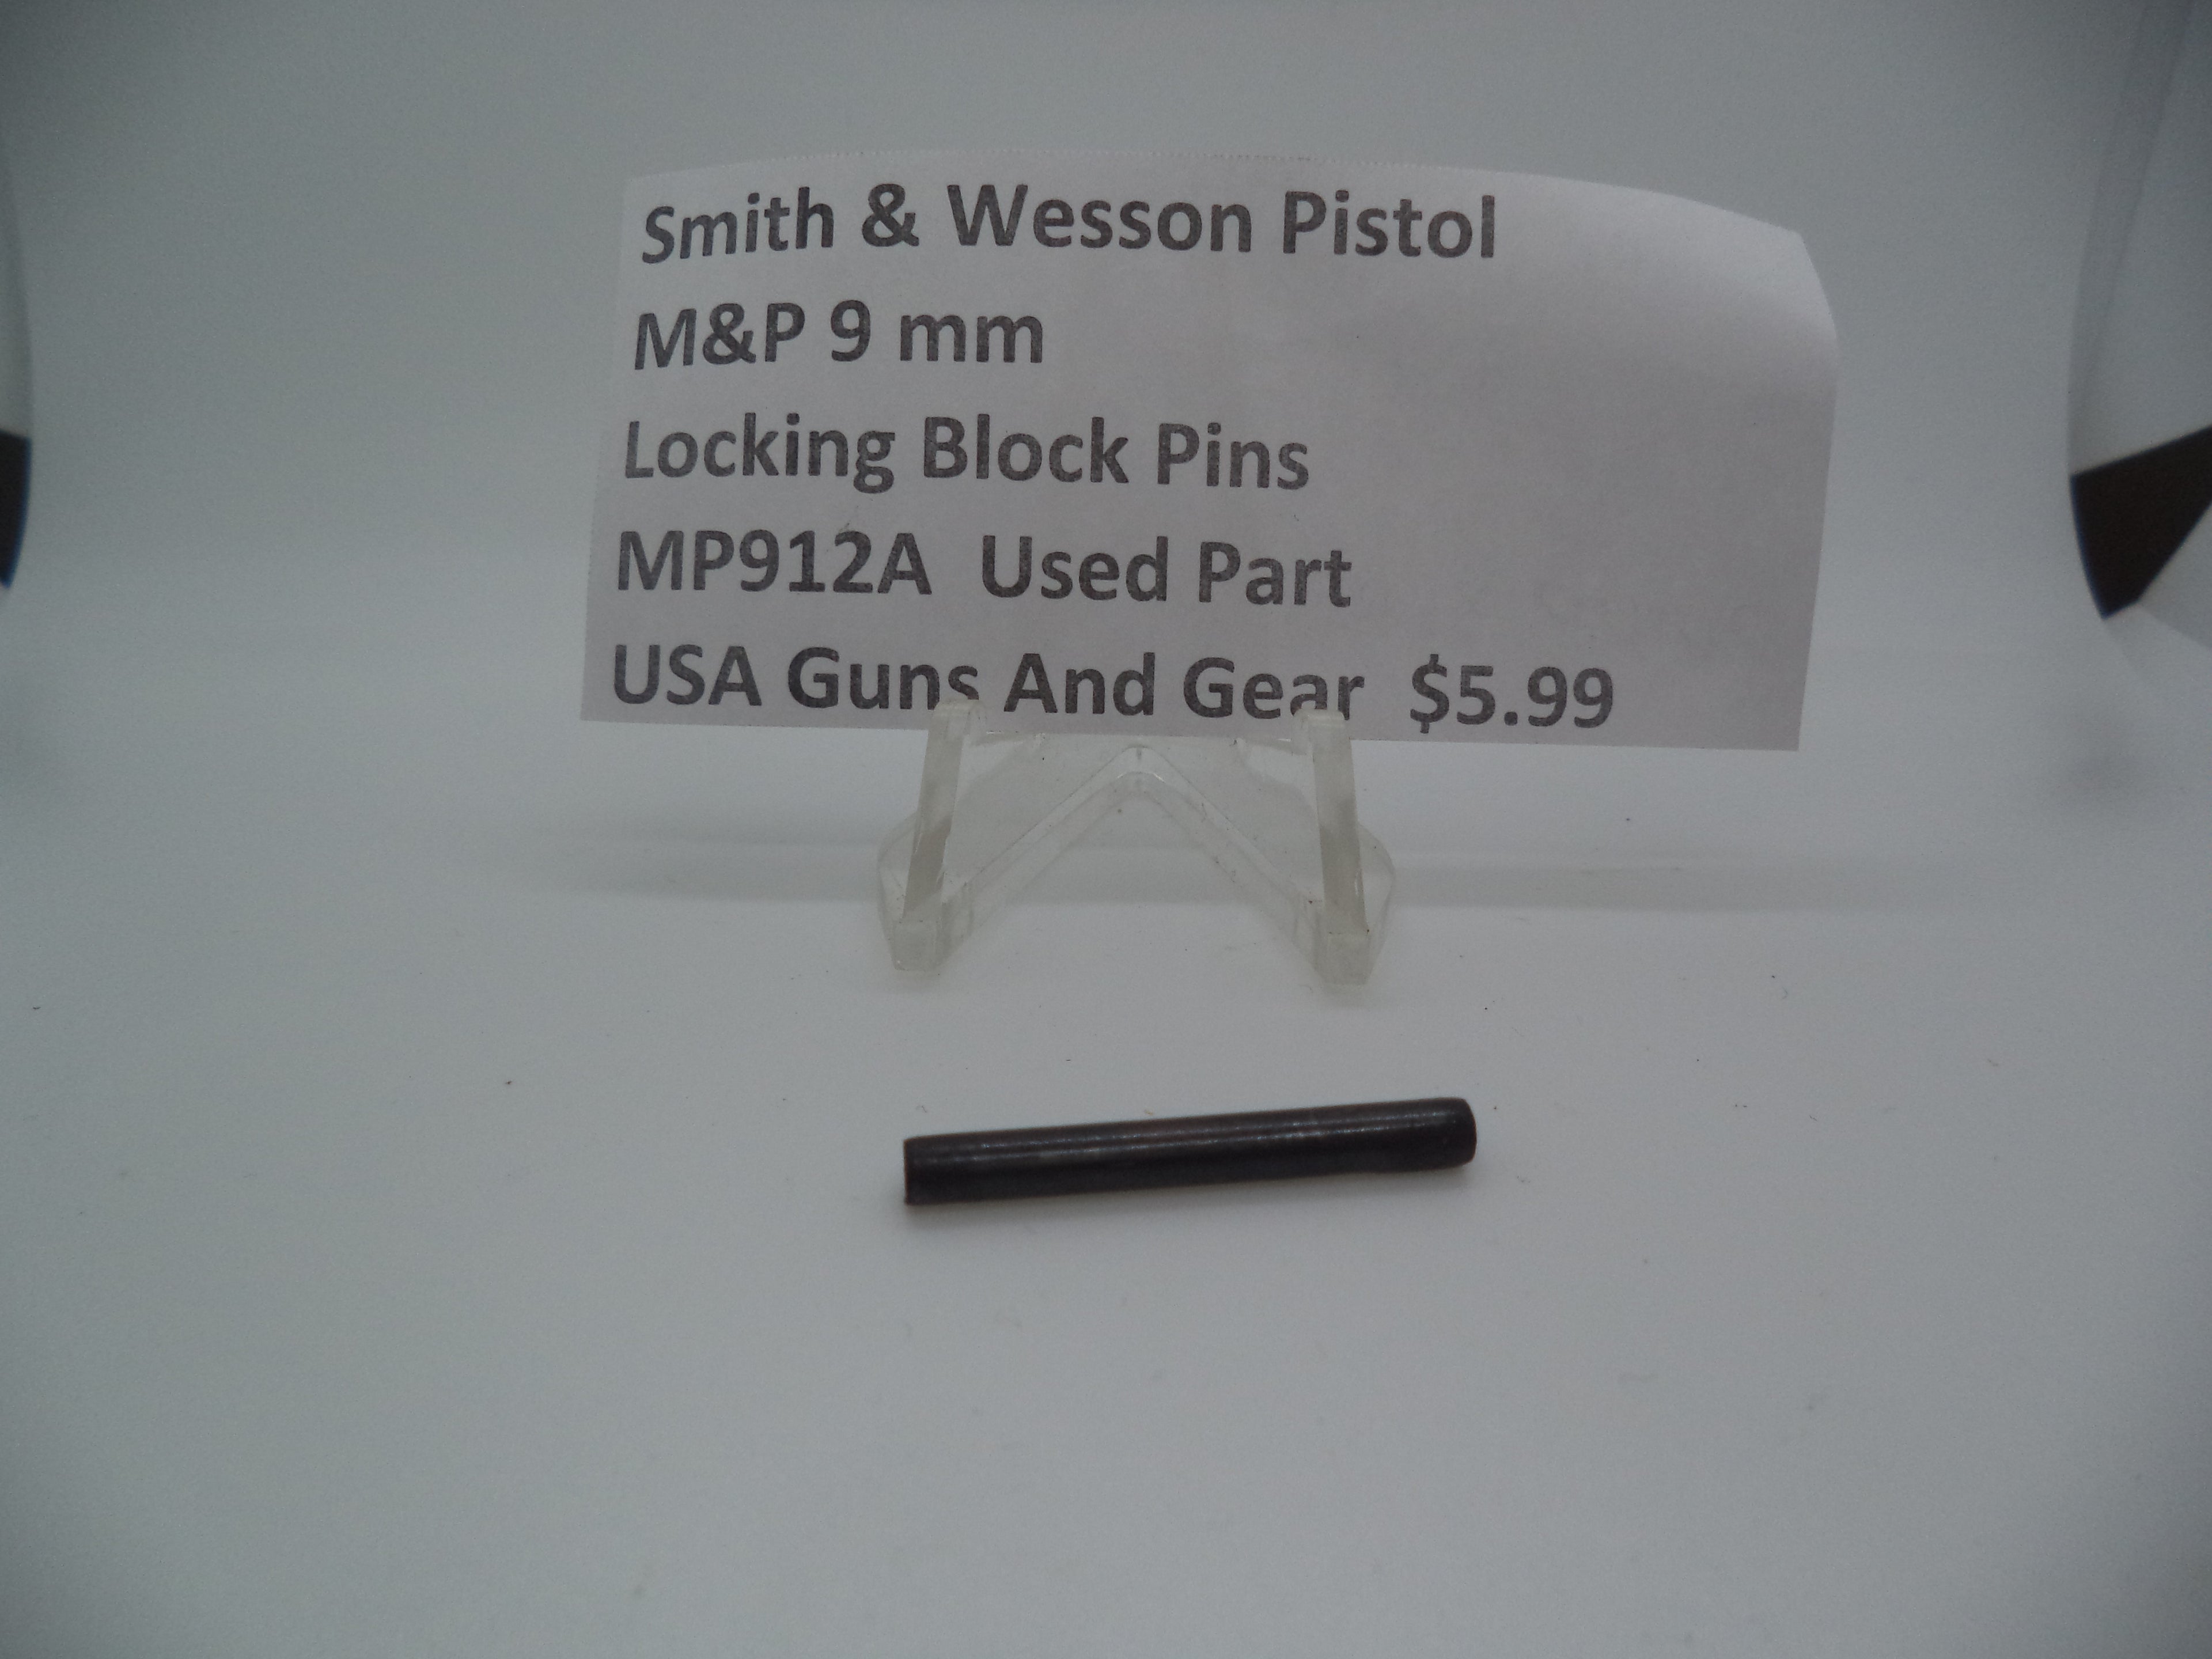 Smith & Wesson Pistol
M&P 9 mm
Locking Block Pins
MP912A Used Part
USA Guns And Gear $5.99